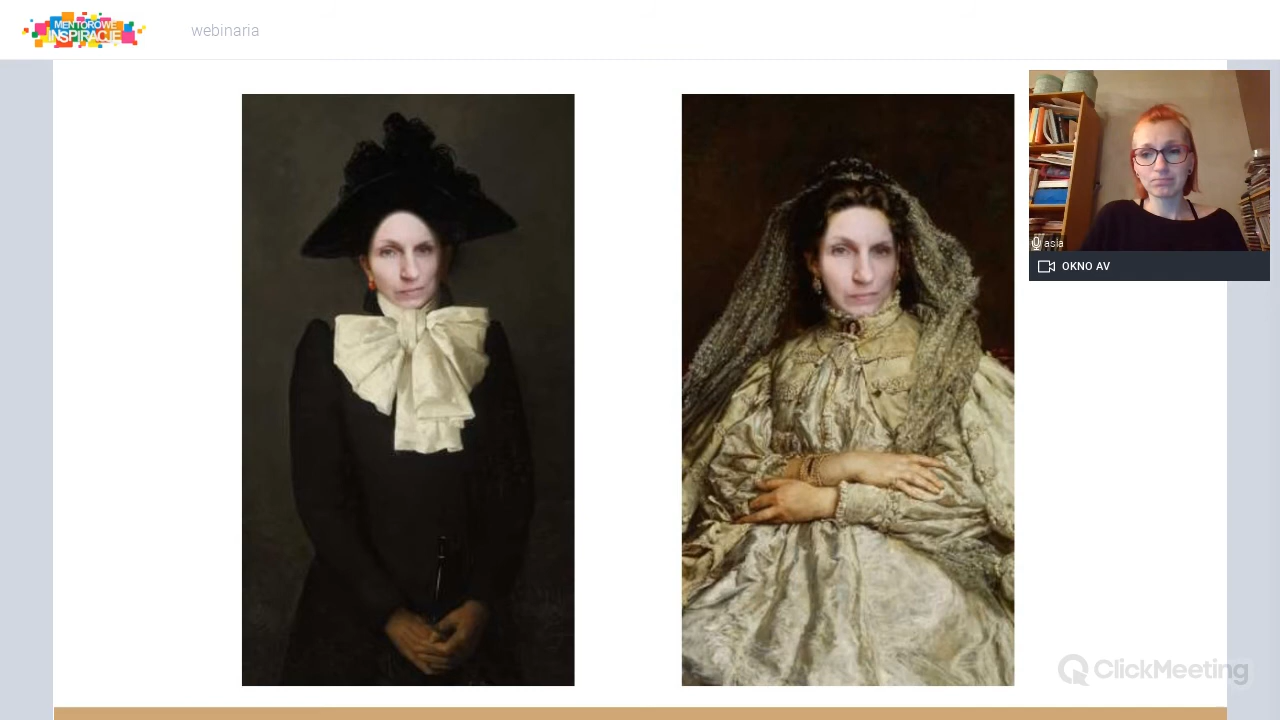 MENTOROWE
INSPIRACJE
webinaria
asia
OKNO AV
ClickMeeting